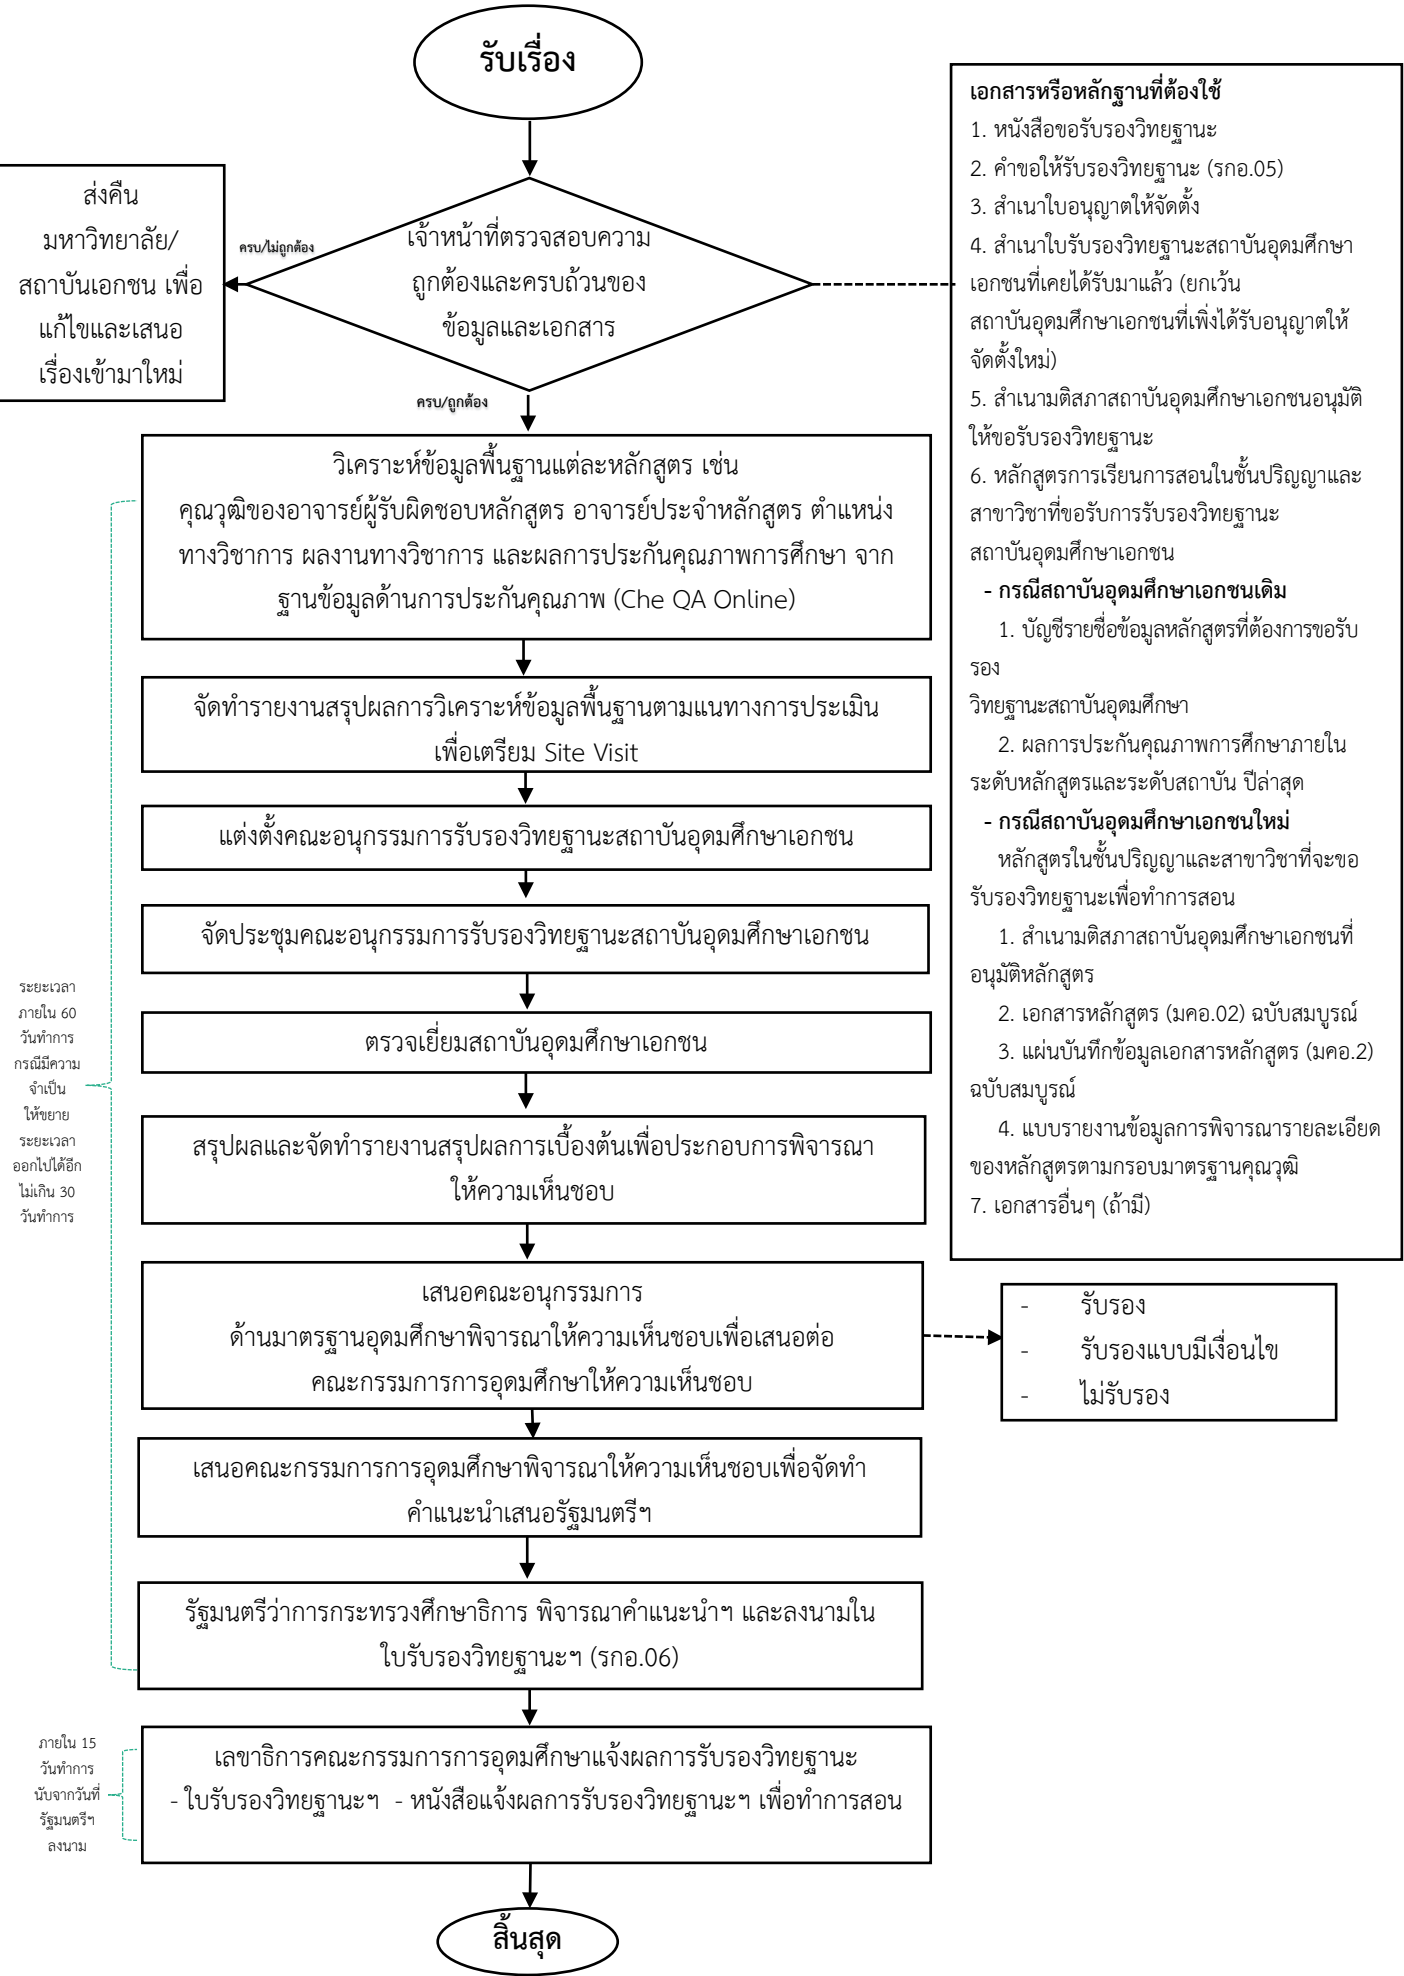 รับเรื่อง
เจ้าหน้าที่ตรวจสอบความ
ถูกต้องและครบถ้วนของ
ข้อมูลและเอกสาร
ครบ/ไม่ถูกต้อง
ส่งคืน
มหาวิทยาลัย/
สถาบันเอกชน เพื่อ
แก้ไขและเสนอ
เรื่องเข้ามาใหม่
ครบ/ถูกต้อง
เอกสารหรือหลักฐานที่ต้องใช้
1. หนังสือขอรับรองวิทยฐานะ
2. คำขอให้รับรองวิทยฐานะ (รกอ.05)
3. สำเนาใบอนุญาตให้จัดตั้ง
4. สำเนาใบรับรองวิทยฐานะสถาบันอุดมศึกษา
เอกชนที่เคยได้รับมาแล้ว (ยกเว้น
สถาบันอุดมศึกษาเอกชนที่เพิ่งได้รับอนุญาตให้
จัดตั้งใหม่)
5. สำเนามติสภาสถาบันอุดมศึกษาเอกชนอนุมัติ
ให้ขอรับรองวิทยฐานะ
6. หลักสูตรการเรียนการสอนในชั้นปริญญาและ
สาขาวิชาที่ขอรับการรับรองวิทยฐานะ
สถาบันอุดมศึกษาเอกชน
- กรณีสถาบันอุดมศึกษาเอกชนเดิม
1. บัญชีรายชื่อข้อมูลหลักสูตรที่ต้องการขอรับ
รอง
วิทยฐานะสถาบันอุดมศึกษา
2. ผลการประกันคุณภาพการศึกษาภายใน
ระดับหลักสูตรและระดับสถาบัน ปีล่าสุด
- กรณีสถาบันอุดมศึกษาเอกชนใหม่
หลักสูตรในชั้นปริญญาและสาขาวิชาที่จะขอ
รับรองวิทยฐานะเพื่อทำการสอน
1. สำเนามติสภาสถาบันอุดมศึกษาเอกชนที่
อนุมัติหลักสูตร
2. เอกสารหลักสูตร (มคอ.02) ฉบับสมบูรณ์
3. แผ่นบันทึกข้อมูลเอกสารหลักสูตร (มคอ.2)
ฉบับสมบูรณ์
4. แบบรายงานข้อมูลการพิจารณารายละเอียด
ของหลักสูตรตามกรอบมาตรฐานคุณวุฒิ
7. เอกสารอื่นๆ (ถ้ามี)
วิเคราะห์ข้อมูลพื้นฐานแต่ละหลักสูตร เช่น
คุณวุฒิของอาจารย์ผู้รับผิดชอบหลักสูตร อาจารย์ประจำหลักสูตร ตำแหน่ง
ทางวิชาการ ผลงานทางวิชาการ และผลการประกันคุณภาพการศึกษา จาก
ฐานข้อมูลด้านการประกันคุณภาพ (Che QA Online)
จัดทำรายงานสรุปผลการวิเคราะห์ข้อมูลพื้นฐานตามแนทางการประเมิน
เพื่อเตรียม Site Visit
แต่งตั้งคณะอนุกรรมการรับรองวิทยฐานะสถาบันอุดมศึกษาเอกชน
จัดประชุมคณะอนุกรรมการรับรองวิทยฐานะสถาบันอุดมศึกษาเอกชน
ระยะเวลา
ภายใน 60
วันทำการ
กรณีมีความ
จำเป็น
ให้ขยาย
ระยะเวลา
ออกไปได้อีก
ไม่เกิน 30
วันทำการ
ตรวจเยี่ยมสถาบันอุดมศึกษาเอกชน
สรุปผลและจัดทำรายงานสรุปผลการเบื้องต้นเพื่อประกอบการพิจารณา
ให้ความเห็นชอบ
เสนอคณะอนุกรรมการ
ด้านมาตรฐานอุดมศึกษาพิจารณาให้ความเห็นชอบเพื่อเสนอต่อ
คณะกรรมการการอุดมศึกษาให้ความเห็นชอบ
- รับรอง
- รับรองแบบมีเงื่อนไข
- ไม่รับรอง
เสนอคณะกรรมการการอุดมศึกษาพิจารณาให้ความเห็นชอบเพื่อจัดทำ
คำแนะนำเสนอรัฐมนตรีฯ
รัฐมนตรีว่าการกระทรวงศึกษาธิการ พิจารณาคำแนะนำฯ และลงนามใน
ใบรับรองวิทยฐานะฯ (รกอ.06)
ภายใน 15
วันทำการ
นับจากวันที่
รัฐมนตรีฯ
ลงนาม
เลขาธิการคณะกรรมการการอุดมศึกษาแจ้งผลการรับรองวิทยฐานะ
- ใบรับรองวิทยฐานะฯ - หนังสือแจ้งผลการรับรองวิทยฐานะฯ เพื่อทำการสอน
สิ้นสุด